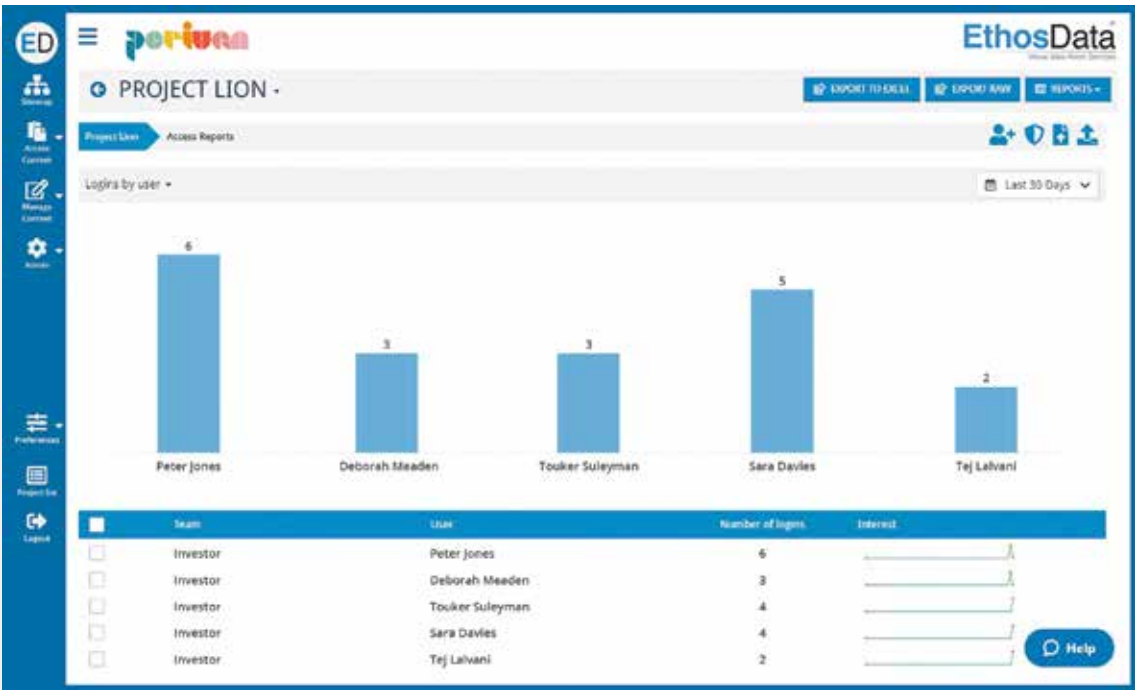 ED
perivan
EthosData
PROJECT LION
EXPORT TO EXCEL
EXPORT RAW
REPORTS
Sitemap
Project Lion
Access Reports
Access
Content
Logins by user
Last 30 Days
Manage
Content
Admin
6
3
3
5
2
Peter Jones
Deborah Meaden
Touker Suleyman
Sara Davies
Tej Lalvani
Preferences
Logout
Team
User
Number of logins
Interest
Investor
Peter Jones
6
Investor
Deborah Meaden
3
Investor
Touker Suleyman
4
Investor
Sara Davies
4
Investor
Tej Lalvani
2
Help